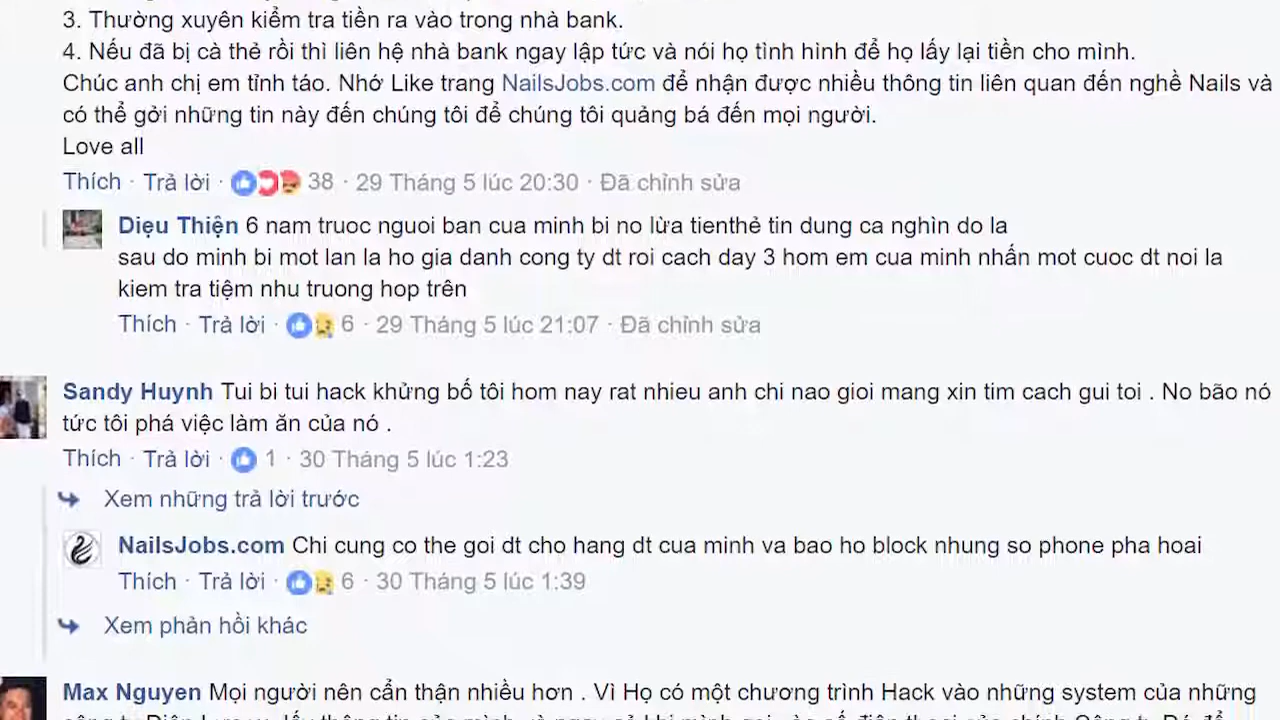 3. Thường xuyên kiểm tra tiền ra vào trong nhà bank.
4. Nếu đã bị cà thẻ rồi thì liên hệ nhà bank ngay lập tức và nói họ tình hình để họ lấy lại tiền cho mình.
Chúc anh chị em tỉnh táo. Nhớ Like trang NailsJobs.com để nhận được nhiều thông tin liên quan đến nghề Nails và
có thể gởi những tin này đến chúng tôi để chúng tôi quảng bá đến mọi người.
Love all
Thích · Trả lời · 38 · 29 Tháng 5 lúc 20:30 · Đã chỉnh sửa
Diệu Thiện 6 nam truoc nguoi ban cua minh bi no lừa tienthẻ tin dung ca nghìn do la
sau do minh bi mot lan la ho gia danh cong ty dt roi cach day 3 hom em cua minh nhấn mot cuoc dt noi la
kiem tra tiệm nhu truong hop trên
Thích · Trả lời · 6 · 29 Tháng 5 lúc 21:07 · Đã chỉnh sửa
Sandy Huynh Tui bi tui hack khửng bố tôi hom nay rat nhieu anh chi nao gioi mang xin tim cach gui toi . No bão nó
tức tôi phá việc làm ăn của nó .
Thích · Trả lời · 1 · 30 Tháng 5 lúc 1:23
Xem những trả lời trước
NailsJobs.com Chi cung co the goi dt cho hang dt cua minh va bao ho block nhung so phone pha hoai
Thích · Trả lời · 6 · 30 Tháng 5 lúc 1:39
Xem phản hồi khác
Max Nguyen Mọi người nên cẩn thận nhiều hơn . Vì Họ có một chương trình Hack vào những system của những